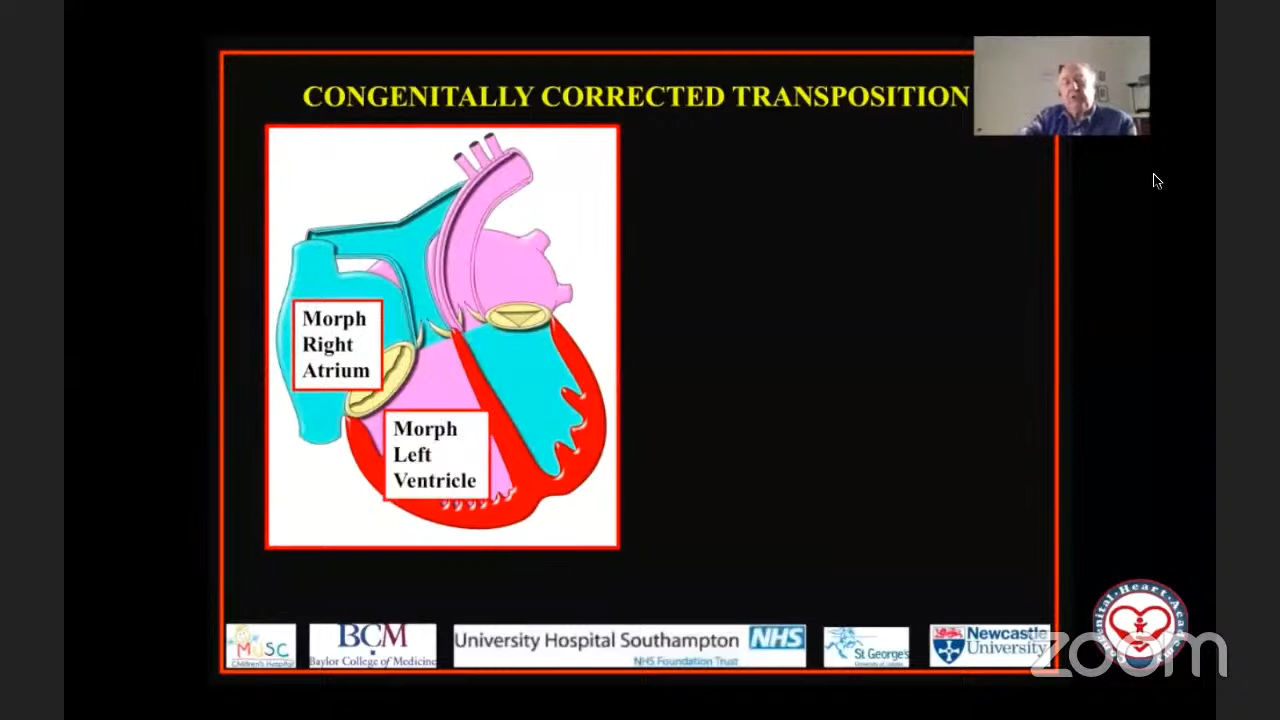 CONGENITALLY CORRECTED TRANSPOSITION
Morph
Right
Atrium
Morph
Left
Ventricle
MUSC
Children's Hospital
BCM
Baylor College of Medicine
University Hospital Southampton NHS
NHS Foundation Trust
St George's
University of London
Newcastle
University
zoom